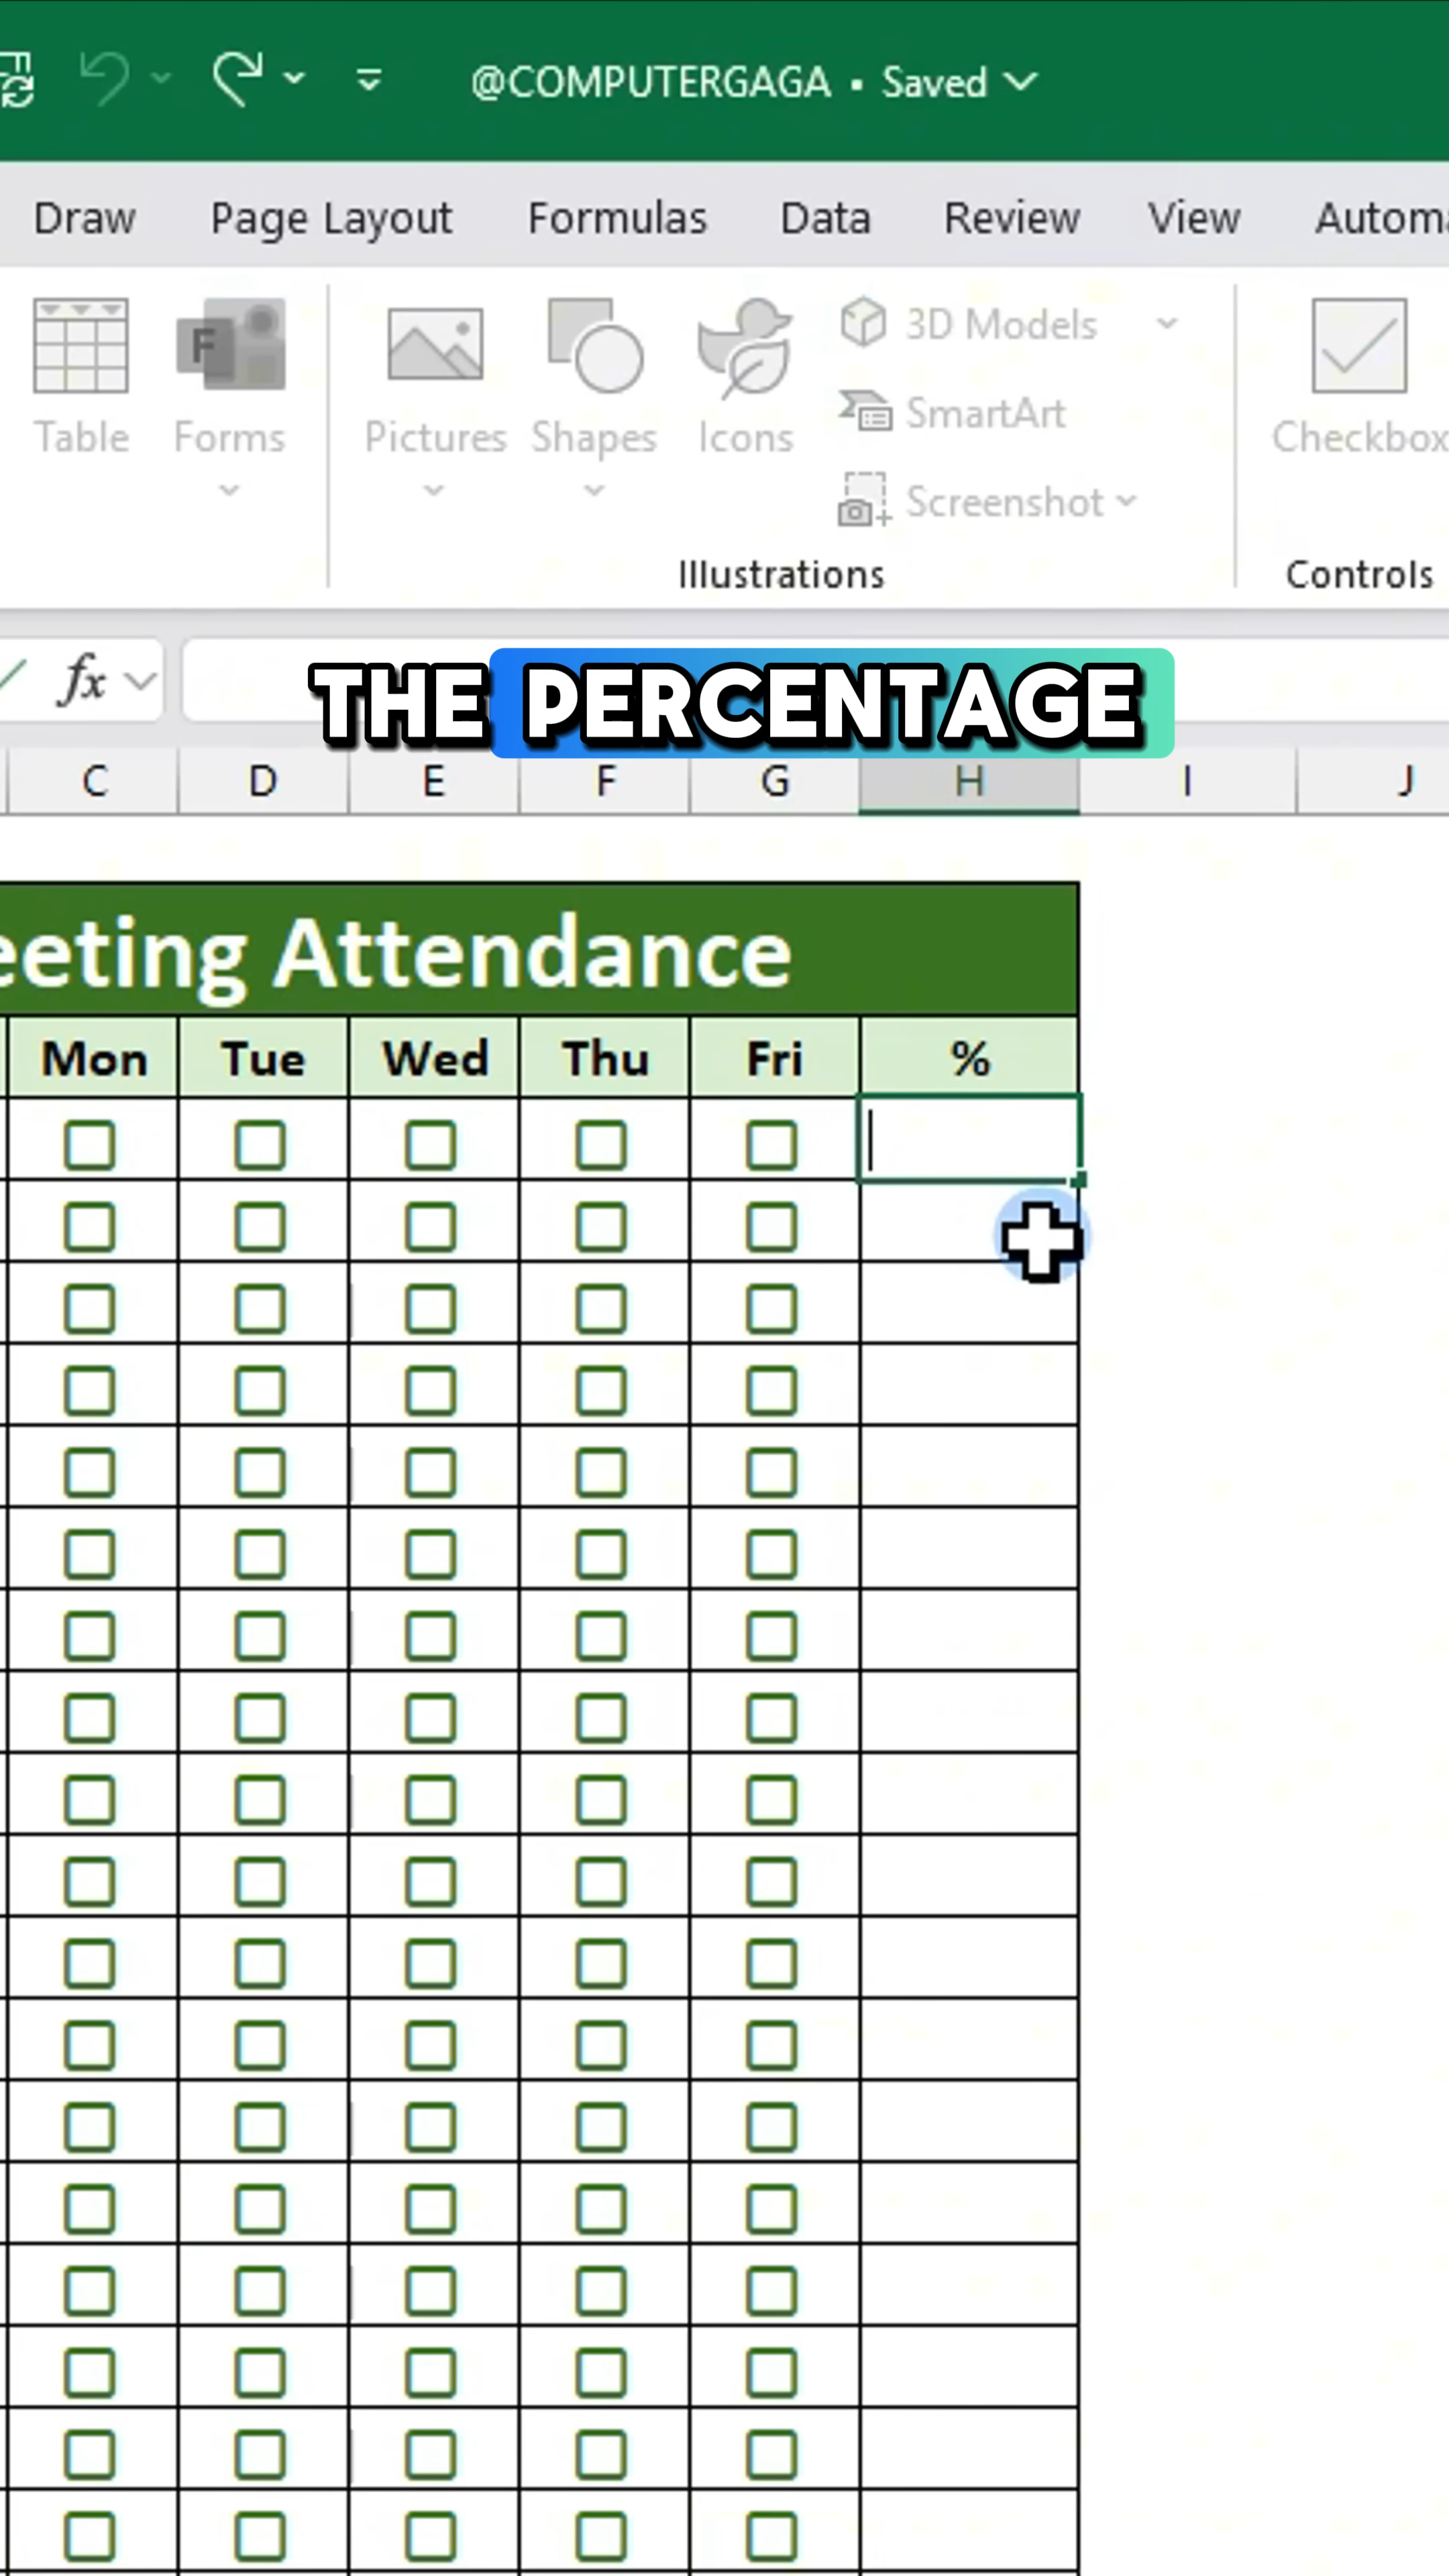 @COMPUTERGAGA • Saved
Draw Page Layout Formulas Data Review View Autom
Table Forms Pictures Shapes Icons 3D Models Checkbox
F
SmartArt
Screenshot
Illustrations Controls
fx THE PERCENTAGE
C D E F G H I J
eeting Attendance
Mon Tue Wed Thu Fri %